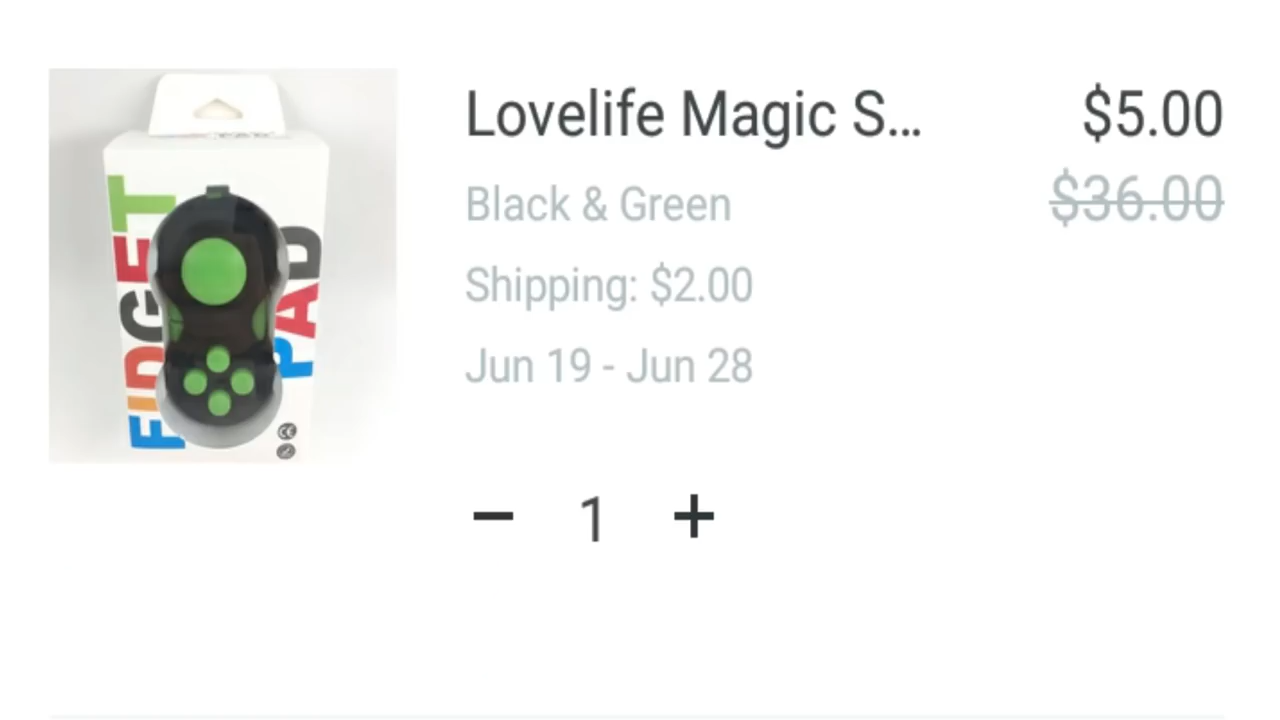 FIDGET
PAD
Lovelife Magic S...
$5.00
Black & Green
$36.00
Shipping: $2.00
Jun 19 - Jun 28
− 1 +